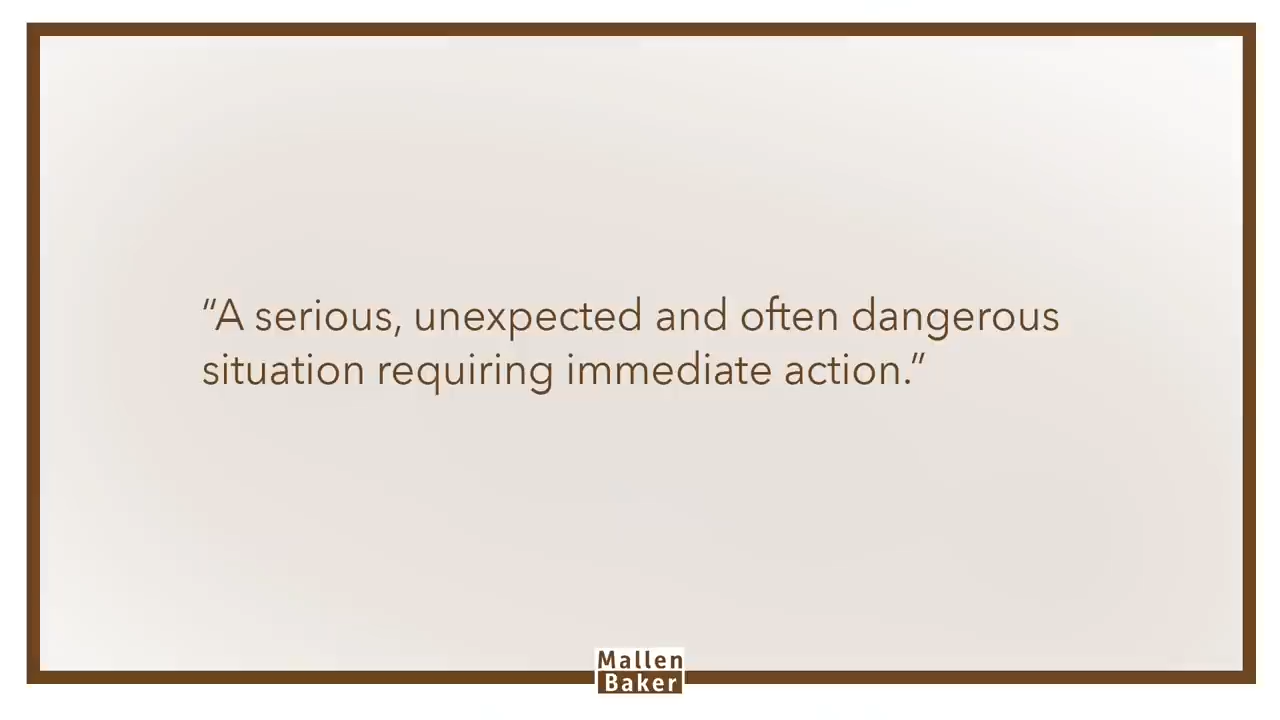 “A serious, unexpected and often dangerous
situation requiring immediate action.”
Mallen
Baker